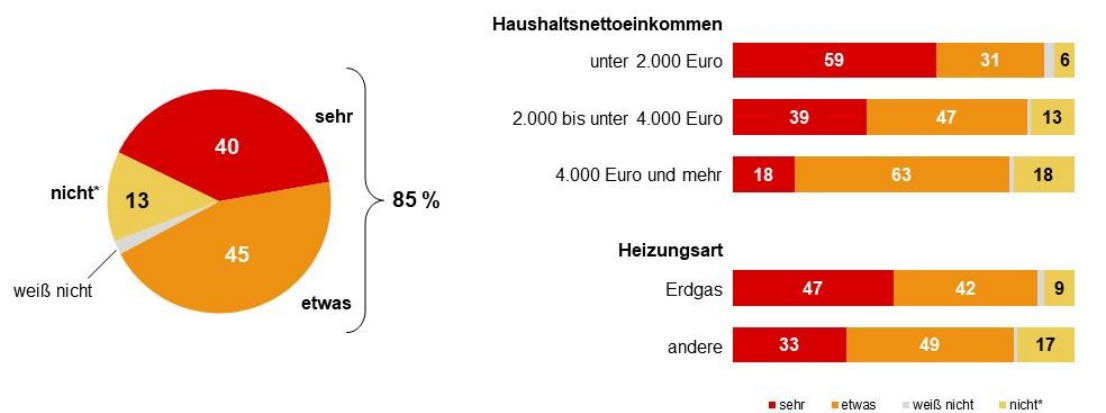 sehr
40
nicht*
13
85 %
45
weiß nicht
etwas
Haushaltsnettoeinkommen
unter 2.000 Euro 59 31 6
2.000 bis unter 4.000 Euro 39 47 13
4.000 Euro und mehr 18 63 18
Heizungsart
Erdgas 47 42 9
andere 33 49 17
sehr etwas weiß nicht nicht*